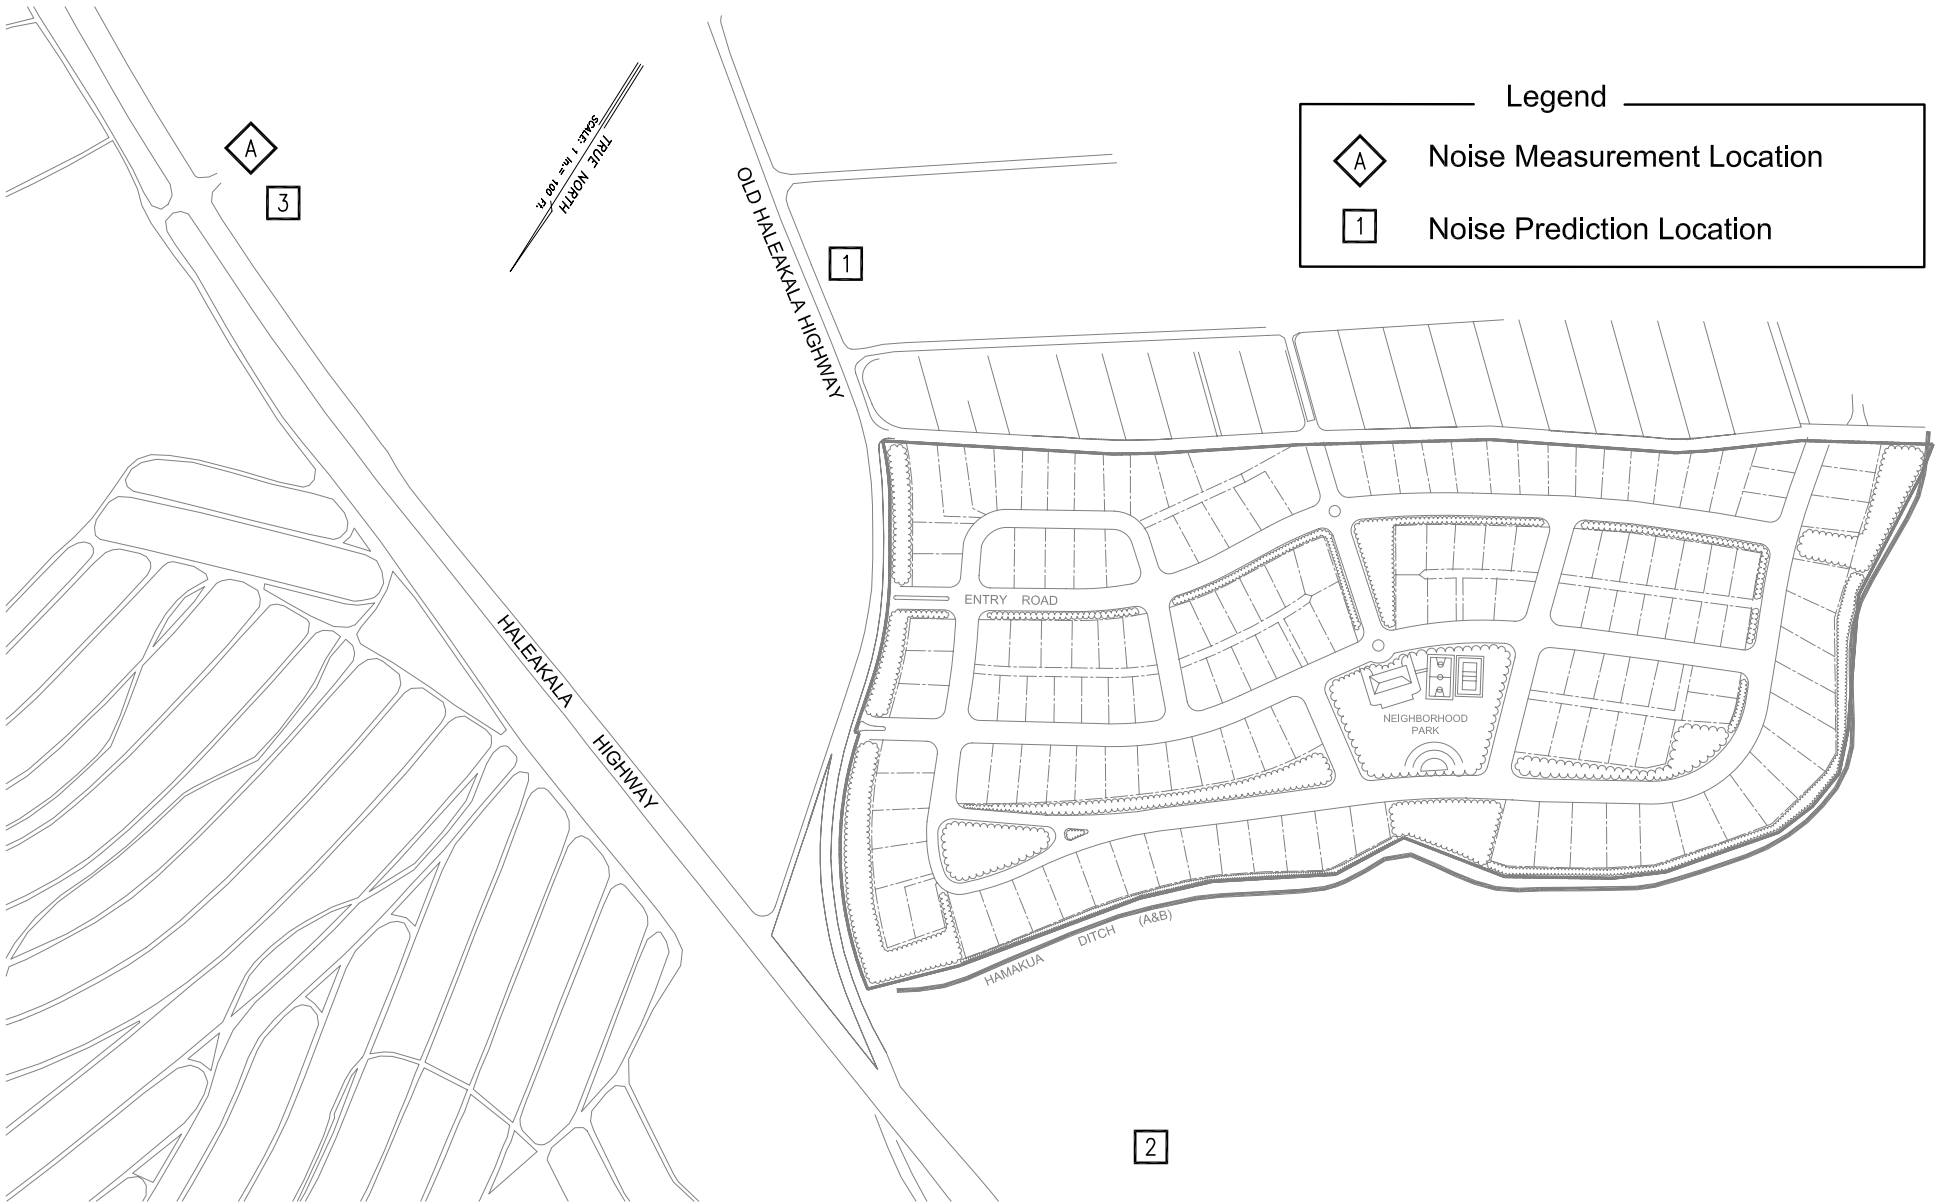 Legend
A
Noise Measurement Location
1
Noise Prediction Location
A
3
SCALE: 1 In. = 100 Ft.
TRUE NORTH
OLD HALEAKALA HIGHWAY
1
ENTRY ROAD
HALEAKALA
HIGHWAY
NEIGHBORHOOD
PARK
HAMAKUA DITCH (A&B)
2